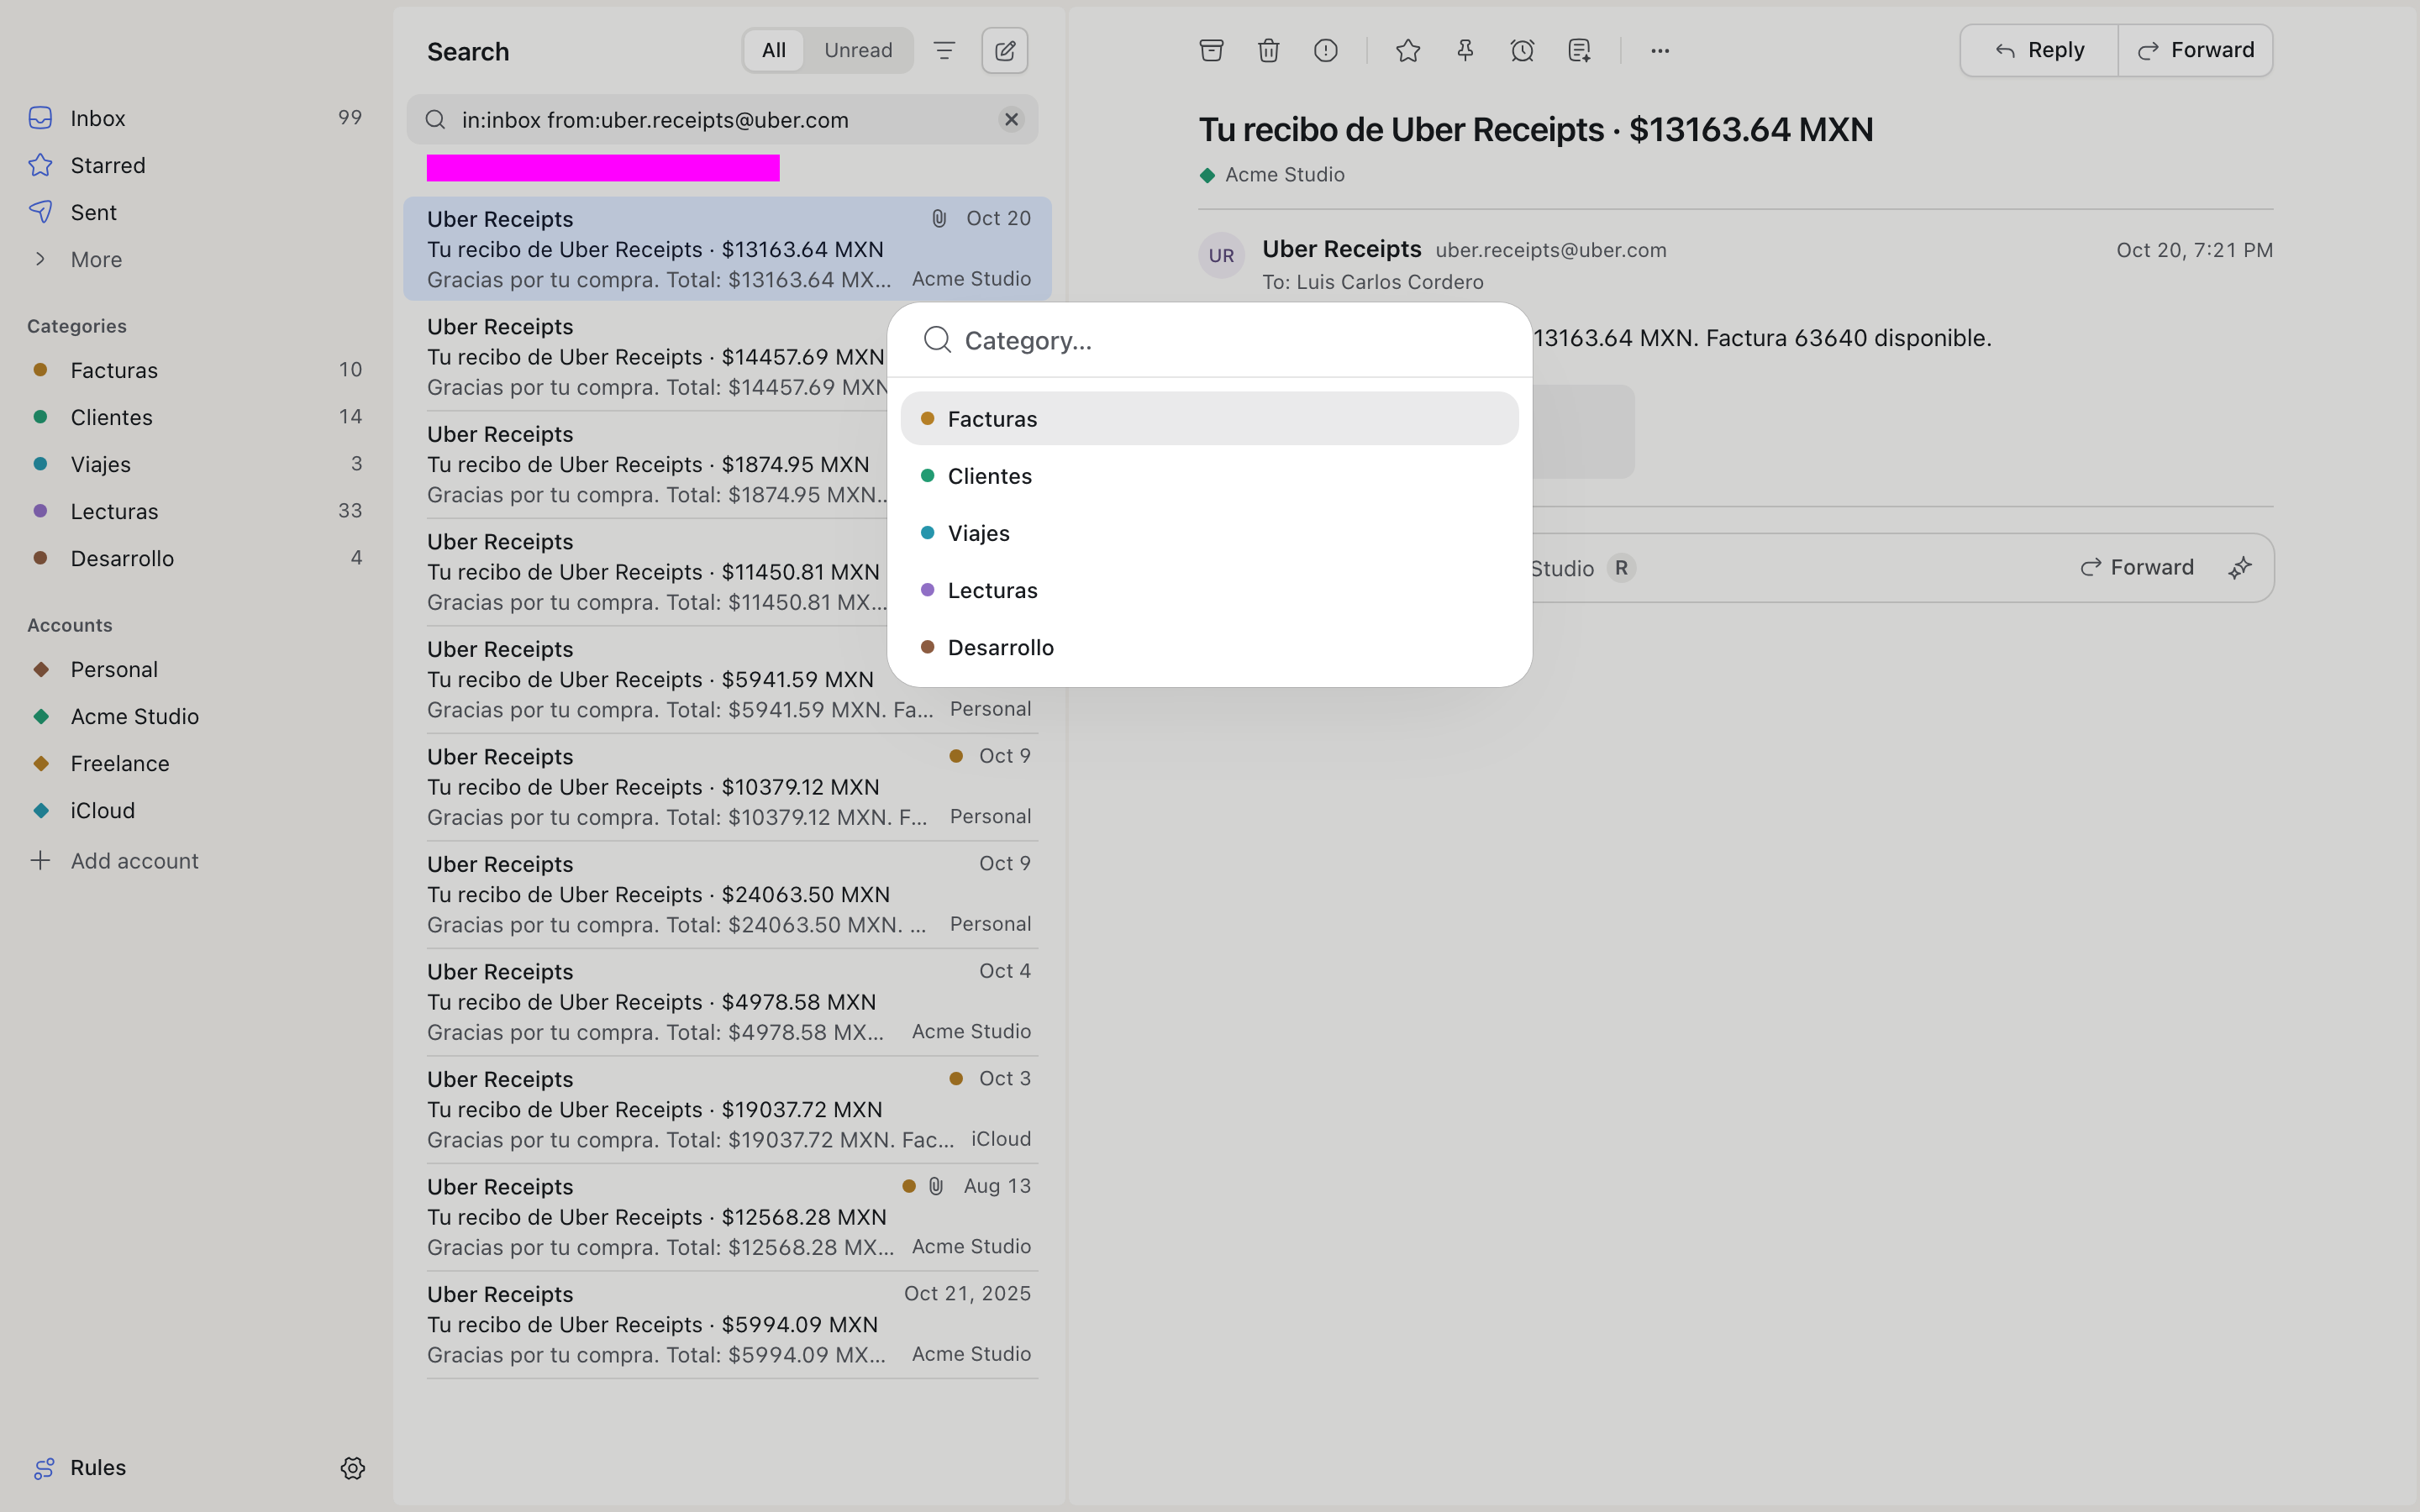 Inbox 99
Starred
Sent
More
Categories
Facturas 10
Clientes 14
Viajes 3
Lecturas 33
Desarrollo 4
Accounts
Personal
Acme Studio
Freelance
iCloud
Add account
Rules
Search All Unread
in:inbox from:uber.receipts@uber.com
Uber Receipts Oct 20
Tu recibo de Uber Receipts · $13163.64 MXN
Gracias por tu compra. Total: $13163.64 MX... Acme Studio
Uber Receipts
Tu recibo de Uber Receipts · $14457.69 MXN
Gracias por tu compra. Total: $14457.69 MXN
Uber Receipts
Tu recibo de Uber Receipts · $1874.95 MXN
Gracias por tu compra. Total: $1874.95 MXN..
Uber Receipts
Tu recibo de Uber Receipts · $11450.81 MXN
Gracias por tu compra. Total: $11450.81 MX...
Uber Receipts
Tu recibo de Uber Receipts · $5941.59 MXN
Gracias por tu compra. Total: $5941.59 MXN. Fa... Personal
Uber Receipts Oct 9
Tu recibo de Uber Receipts · $10379.12 MXN
Gracias por tu compra. Total: $10379.12 MXN. F... Personal
Uber Receipts Oct 9
Tu recibo de Uber Receipts · $24063.50 MXN
Gracias por tu compra. Total: $24063.50 MXN. ... Personal
Uber Receipts Oct 4
Tu recibo de Uber Receipts · $4978.58 MXN
Gracias por tu compra. Total: $4978.58 MX... Acme Studio
Uber Receipts Oct 3
Tu recibo de Uber Receipts · $19037.72 MXN
Gracias por tu compra. Total: $19037.72 MXN. Fac... iCloud
Uber Receipts Aug 13
Tu recibo de Uber Receipts · $12568.28 MXN
Gracias por tu compra. Total: $12568.28 MX... Acme Studio
Uber Receipts Oct 21, 2025
Tu recibo de Uber Receipts · $5994.09 MXN
Gracias por tu compra. Total: $5994.09 MX... Acme Studio
Reply Forward
Tu recibo de Uber Receipts · $13163.64 MXN
Acme Studio
UR Uber Receipts uber.receipts@uber.com Oct 20, 7:21 PM
To: Luis Carlos Cordero
13163.64 MXN. Factura 63640 disponible.
Studio R Forward
Category...
Facturas
Clientes
Viajes
Lecturas
Desarrollo